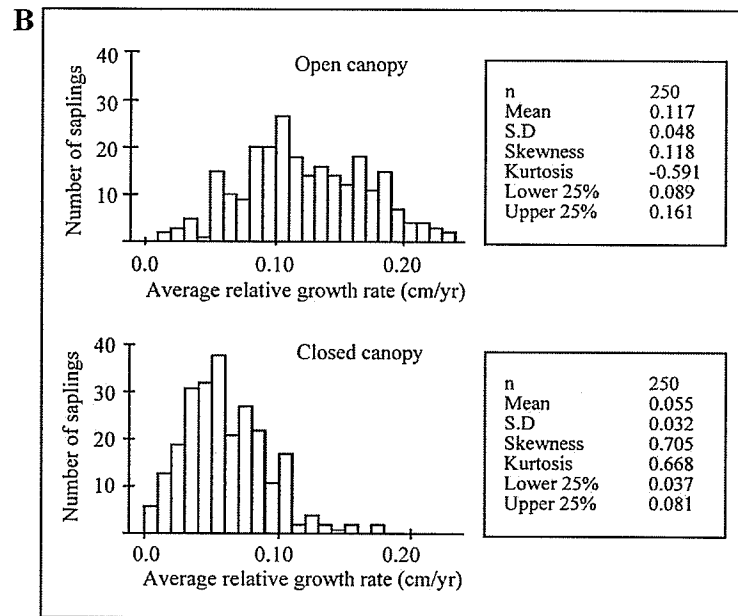 B
Open canopy
Number of saplings
40
30
20
10
0.0 0.10 0.20
Average relative growth rate (cm/yr)
n 250
Mean 0.117
S.D 0.048
Skewness 0.118
Kurtosis -0.591
Lower 25% 0.089
Upper 25% 0.161
Closed canopy
Number of saplings
40
30
20
10
0.0 0.10 0.20
Average relative growth rate (cm/yr)
n 250
Mean 0.055
S.D 0.032
Skewness 0.705
Kurtosis 0.668
Lower 25% 0.037
Upper 25% 0.081